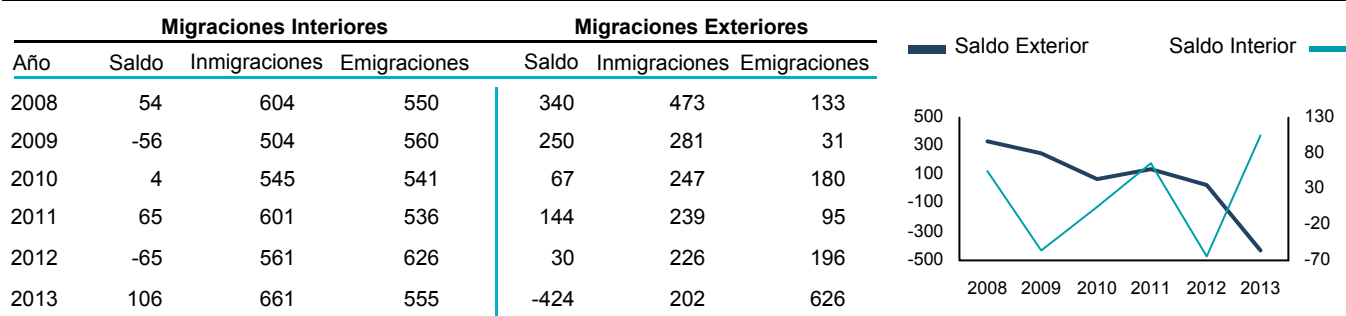 Migraciones Interiores Migraciones Exteriores
Año Saldo Inmigraciones Emigraciones Saldo Inmigraciones Emigraciones
2008 54 604 550 340 473 133
2009 -56 504 560 250 281 31
2010 4 545 541 67 247 180
2011 65 601 536 144 239 95
2012 -65 561 626 30 226 196
2013 106 661 555 -424 202 626
Saldo Exterior Saldo Interior
500 130
300 80
100 30
-100 -20
-300 -70
-500
2008 2009 2010 2011 2012 2013